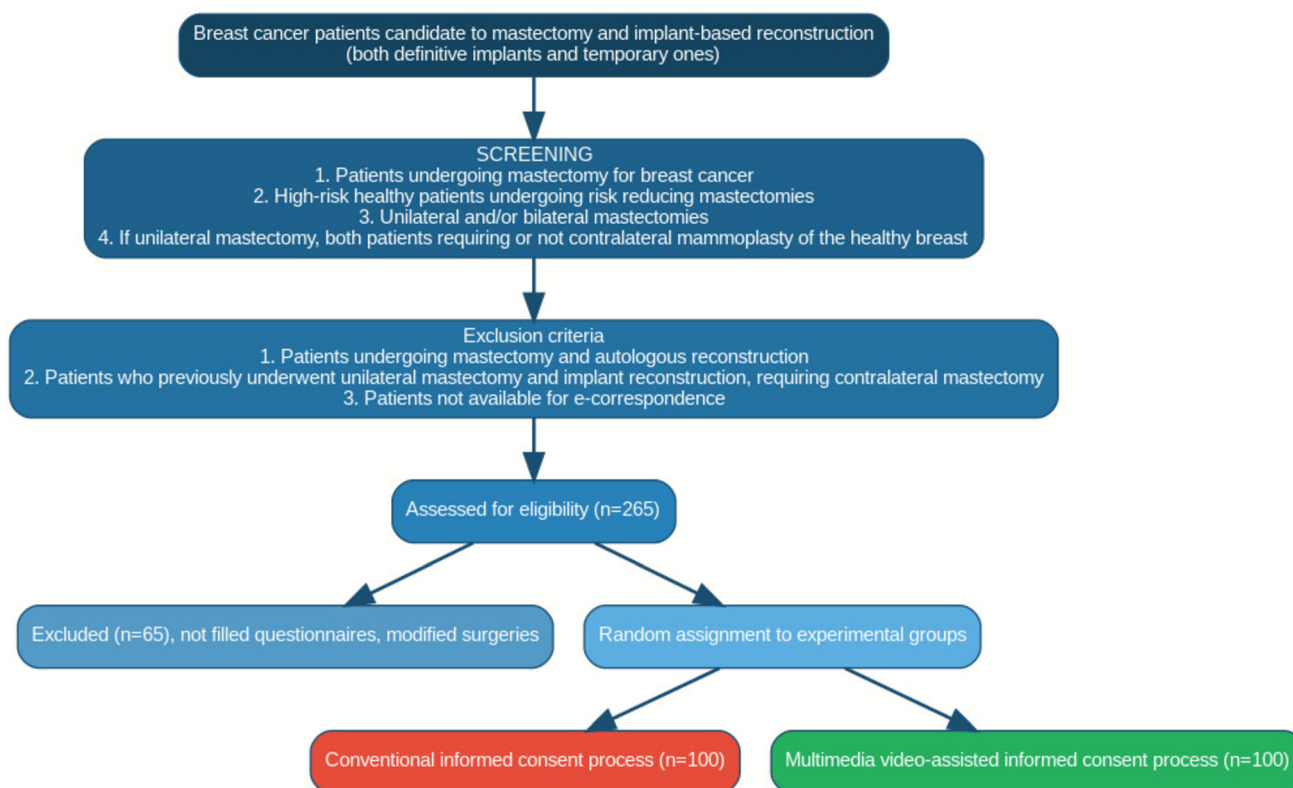 Breast cancer patients candidate to mastectomy and implant-based reconstruction
(both definitive implants and temporary ones)
SCREENING
1. Patients undergoing mastectomy for breast cancer
2. High-risk healthy patients undergoing risk reducing mastectomies
3. Unilateral and/or bilateral mastectomies
4. If unilateral mastectomy, both patients requiring or not contralateral mammoplasty of the healthy breast
Exclusion criteria
1. Patients undergoing mastectomy and autologous reconstruction
2. Patients who previously underwent unilateral mastectomy and implant reconstruction, requiring contralateral mastectomy
3. Patients not available for e-correspondence
Assessed for eligibility (n=265)
Excluded (n=65), not filled questionnaires, modified surgeries
Random assignment to experimental groups
Conventional informed consent process (n=100)
Multimedia video-assisted informed consent process (n=100)